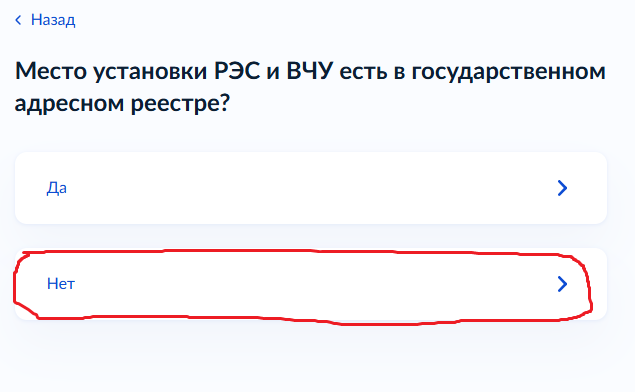 Назад
Место установки РЭС и ВЧУ есть в государственном
адресном реестре?
Да
Нет